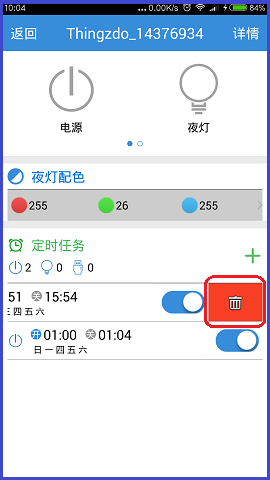 10:04 ... 0.00K/s 84%
返回 Thingzdo_14376934 详情
电源 夜灯
夜灯配色
255 26 255
定时任务
2 0 0
51 关 15:54
三四五六
开 01:00 关 01:04
日一四五六